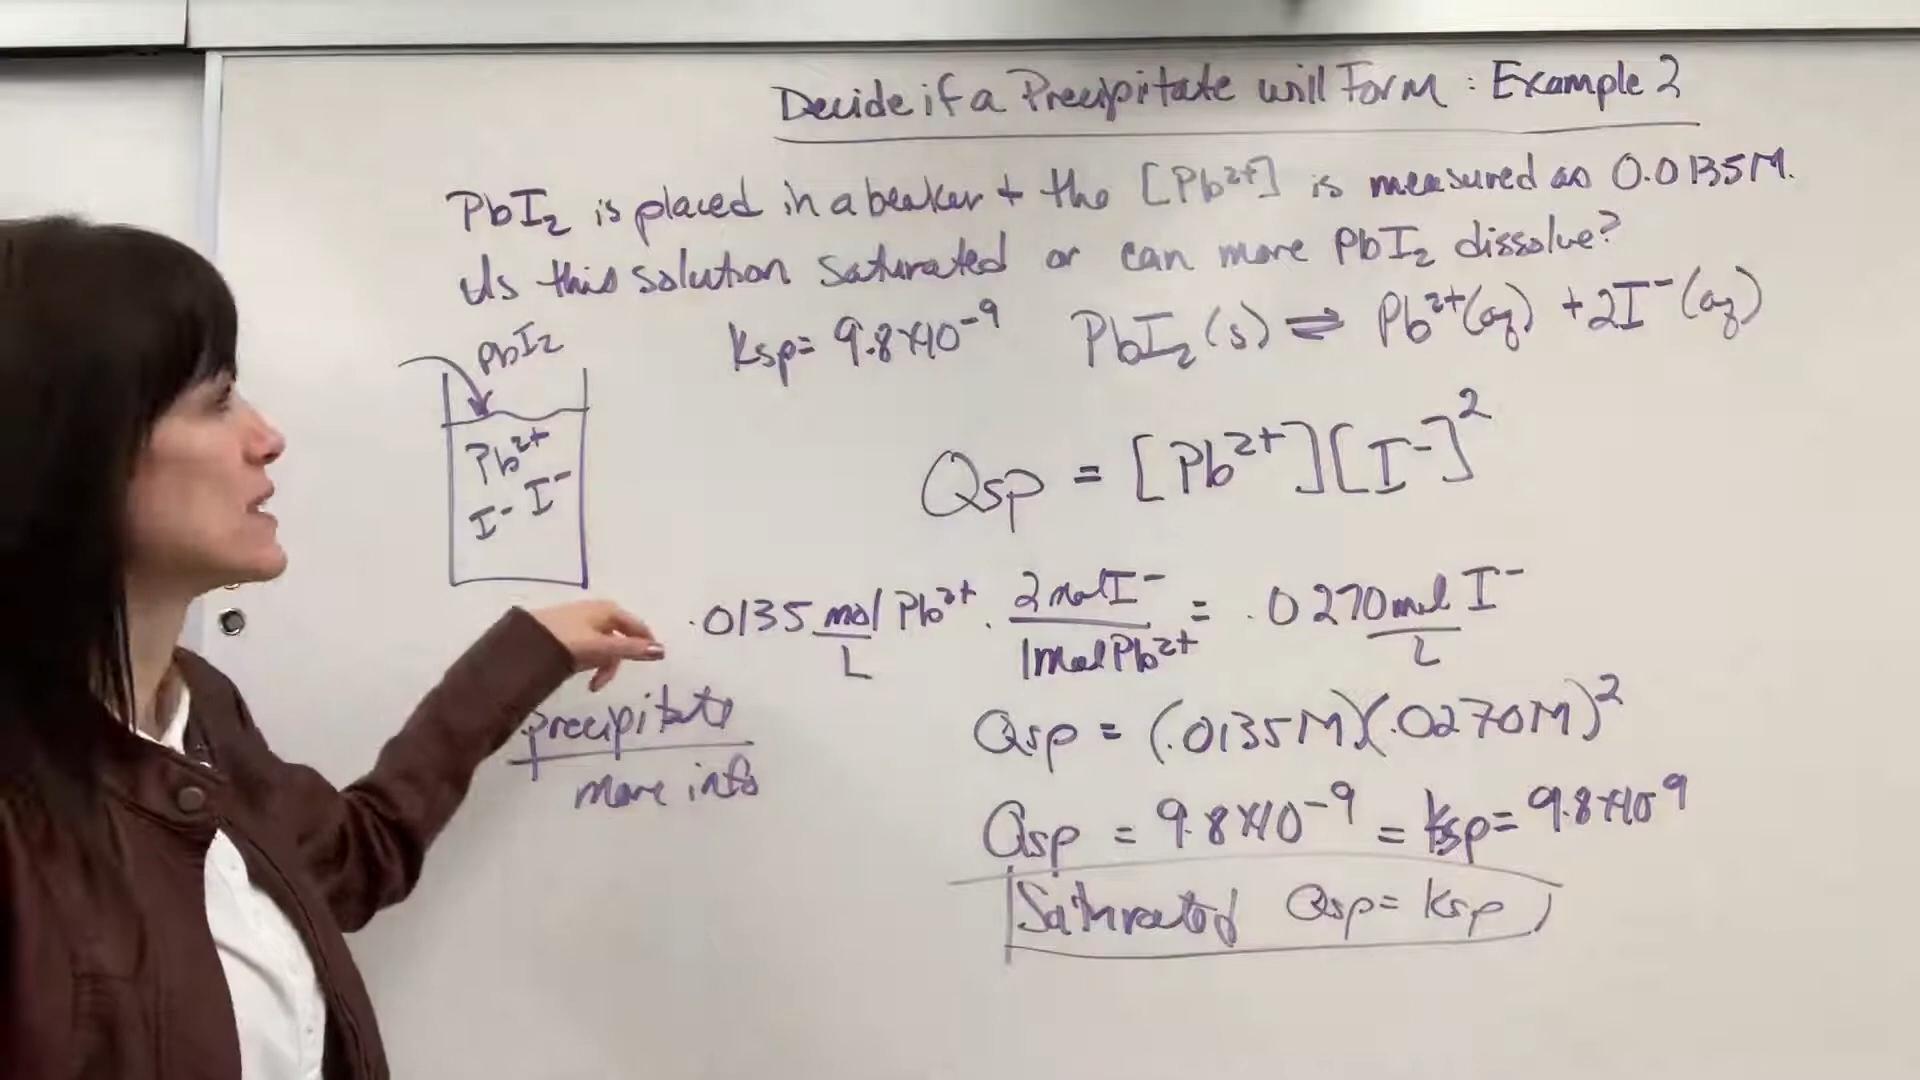 Decide if a Precipitate will Form : Example 2
PbI₂ is placed in a beaker + the [Pb²⁺] is measured as 0.0135M.
Is this solution saturated or can more PbI₂ dissolve?
Ksp= 9.8x10⁻⁹ PbI₂(s) ⇌ Pb²⁺(aq) + 2I⁻(aq)
PbI₂
Pb²⁺
I⁻ I⁻
Qsp = [Pb²⁺][I⁻]²
.0135 mol/L Pb²⁺ · 2 mol I⁻ / 1 mol Pb²⁺ = .0270 mol/L I⁻
precipitate
more info
Qsp = (.0135M)(.0270M)²
Qsp = 9.8x10⁻⁹ = Ksp= 9.8x10⁹
Saturated Qsp= Ksp